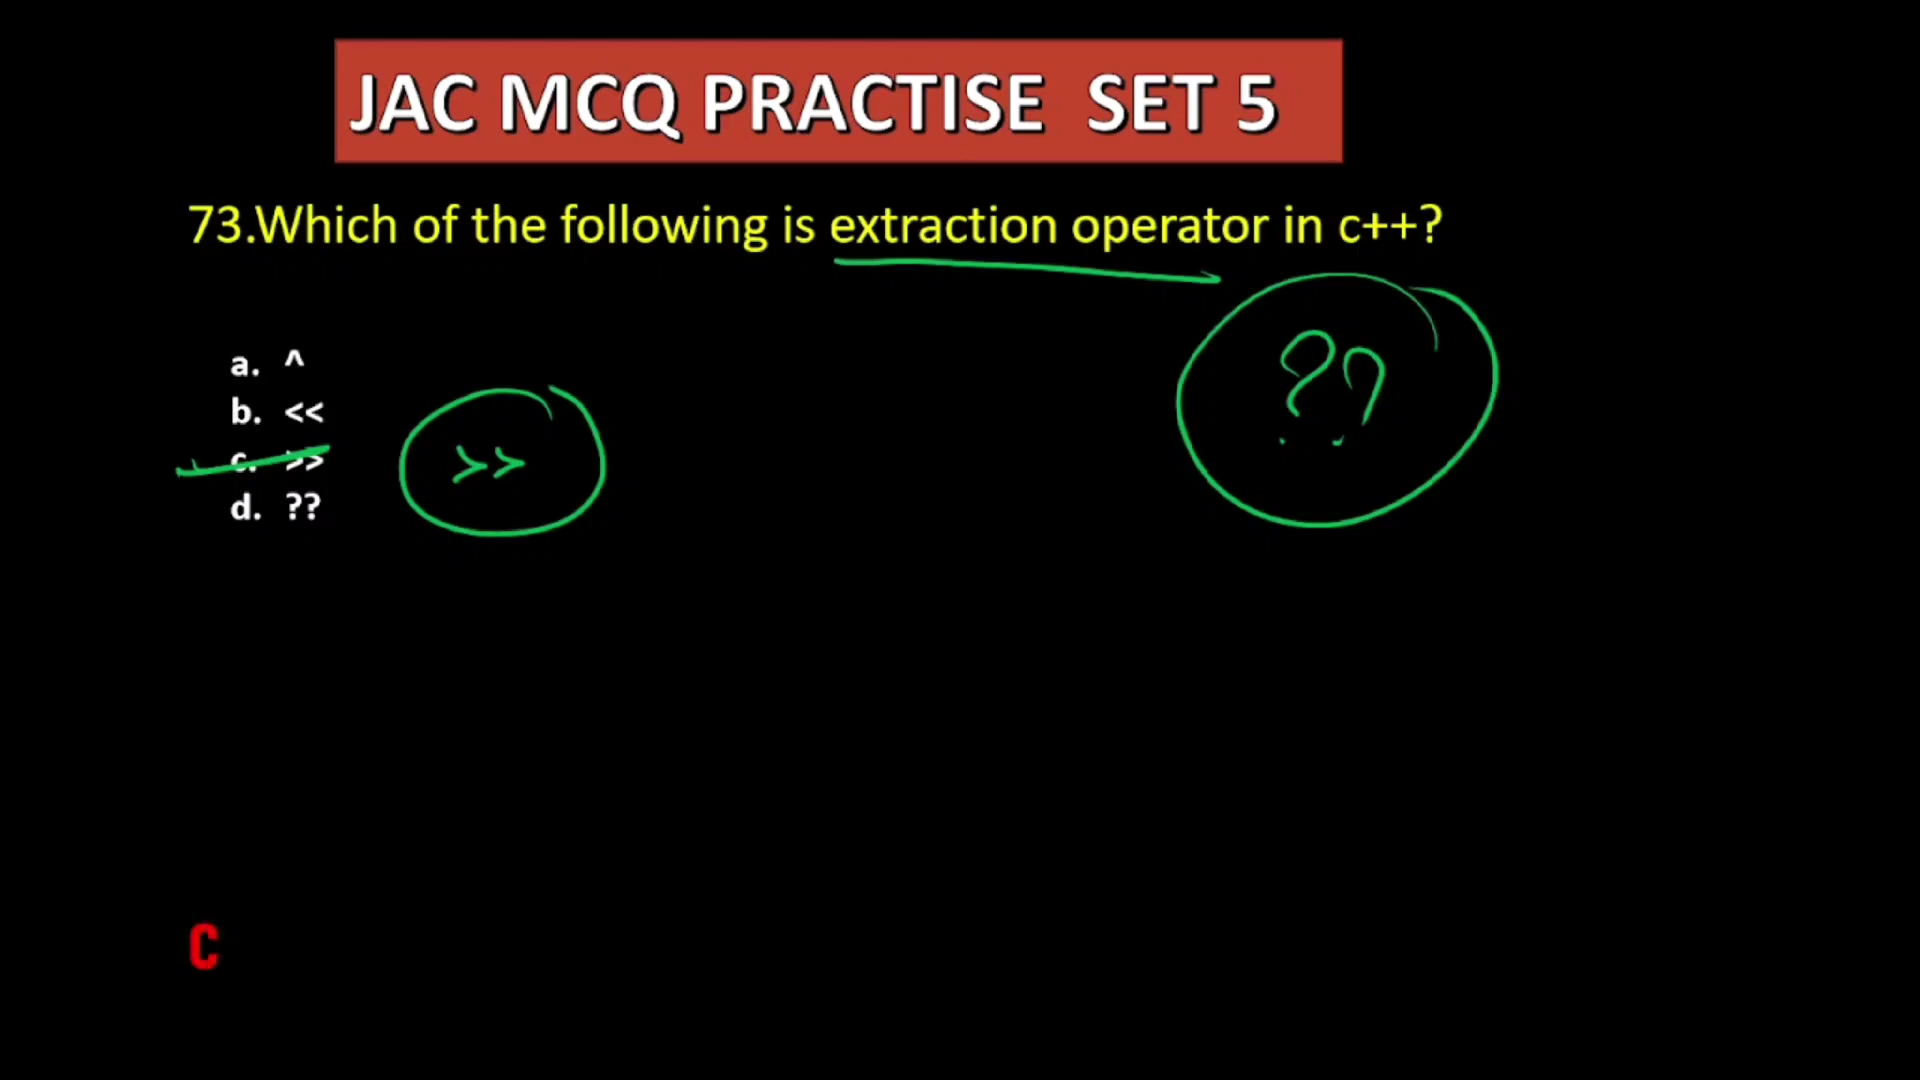 JAC MCQ PRACTISE SET 5
73.Which of the following is extraction operator in c++?
??
a. ^
b. <<
c. >>
>>
d. ??
C